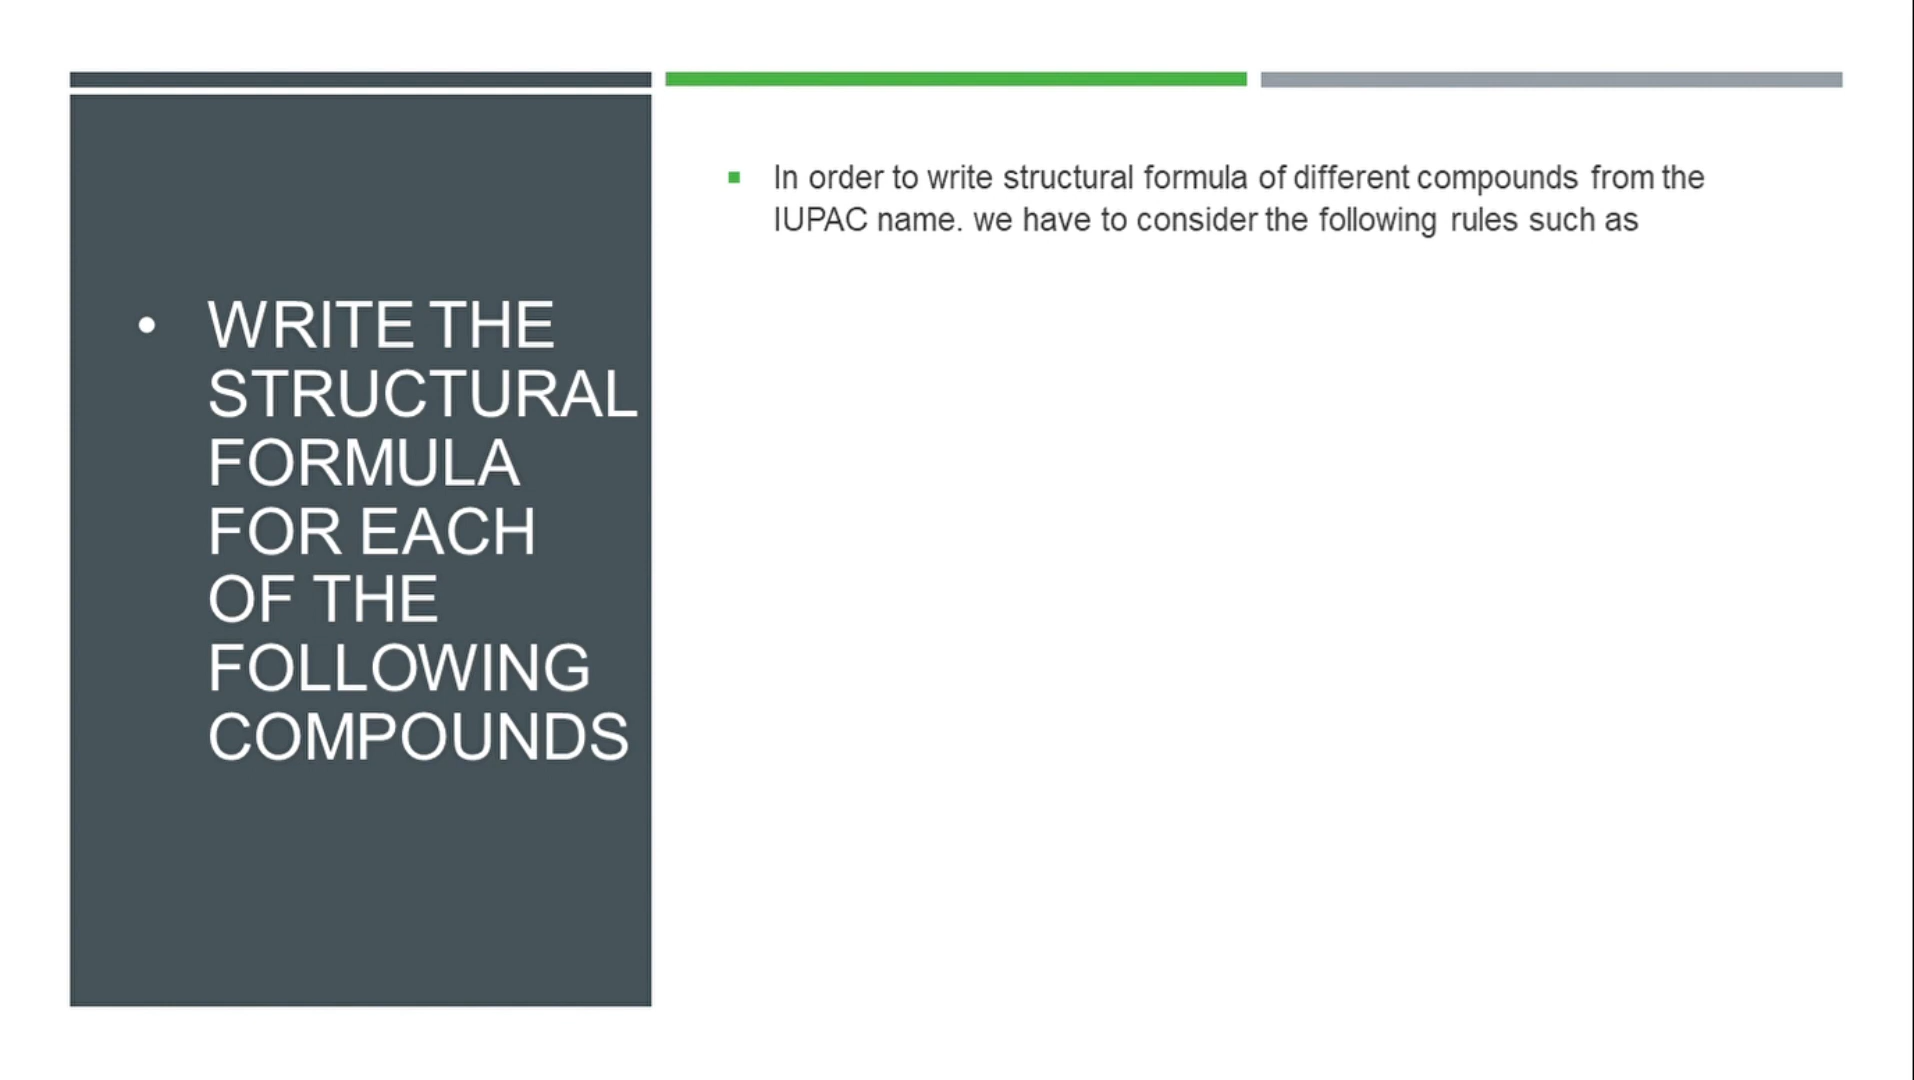 • WRITE THE
STRUCTURAL
FORMULA
FOR EACH
OF THE
FOLLOWING
COMPOUNDS
▪ In order to write structural formula of different compounds from the
IUPAC name. we have to consider the following rules such as